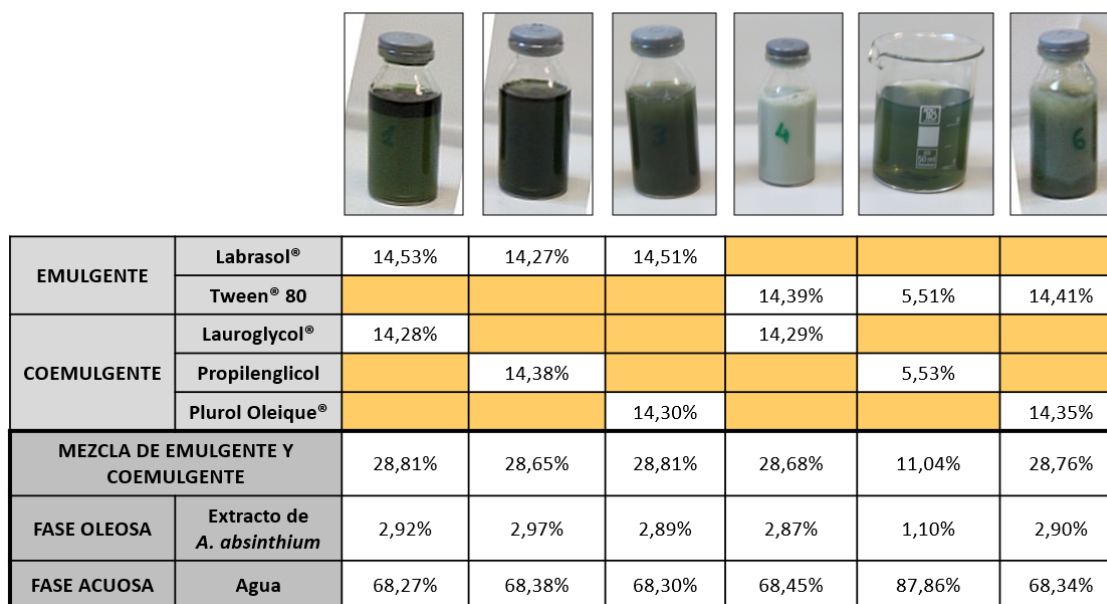 1
3
4
50 ml
6
EMULGENTE
Labrasol® 14,53% 14,27% 14,51%
Tween® 80 14,39% 5,51% 14,41%
COEMULGENTE
Lauroglycol® 14,28% 14,29%
Propilenglicol 14,38% 5,53%
Plurol Oleique® 14,30% 14,35%
MEZCLA DE EMULGENTE Y
COEMULGENTE
28,81% 28,65% 28,81% 28,68% 11,04% 28,76%
FASE OLEOSA
Extracto de
A. absinthium
2,92% 2,97% 2,89% 2,87% 1,10% 2,90%
FASE ACUOSA Agua 68,27% 68,38% 68,30% 68,45% 87,86% 68,34%